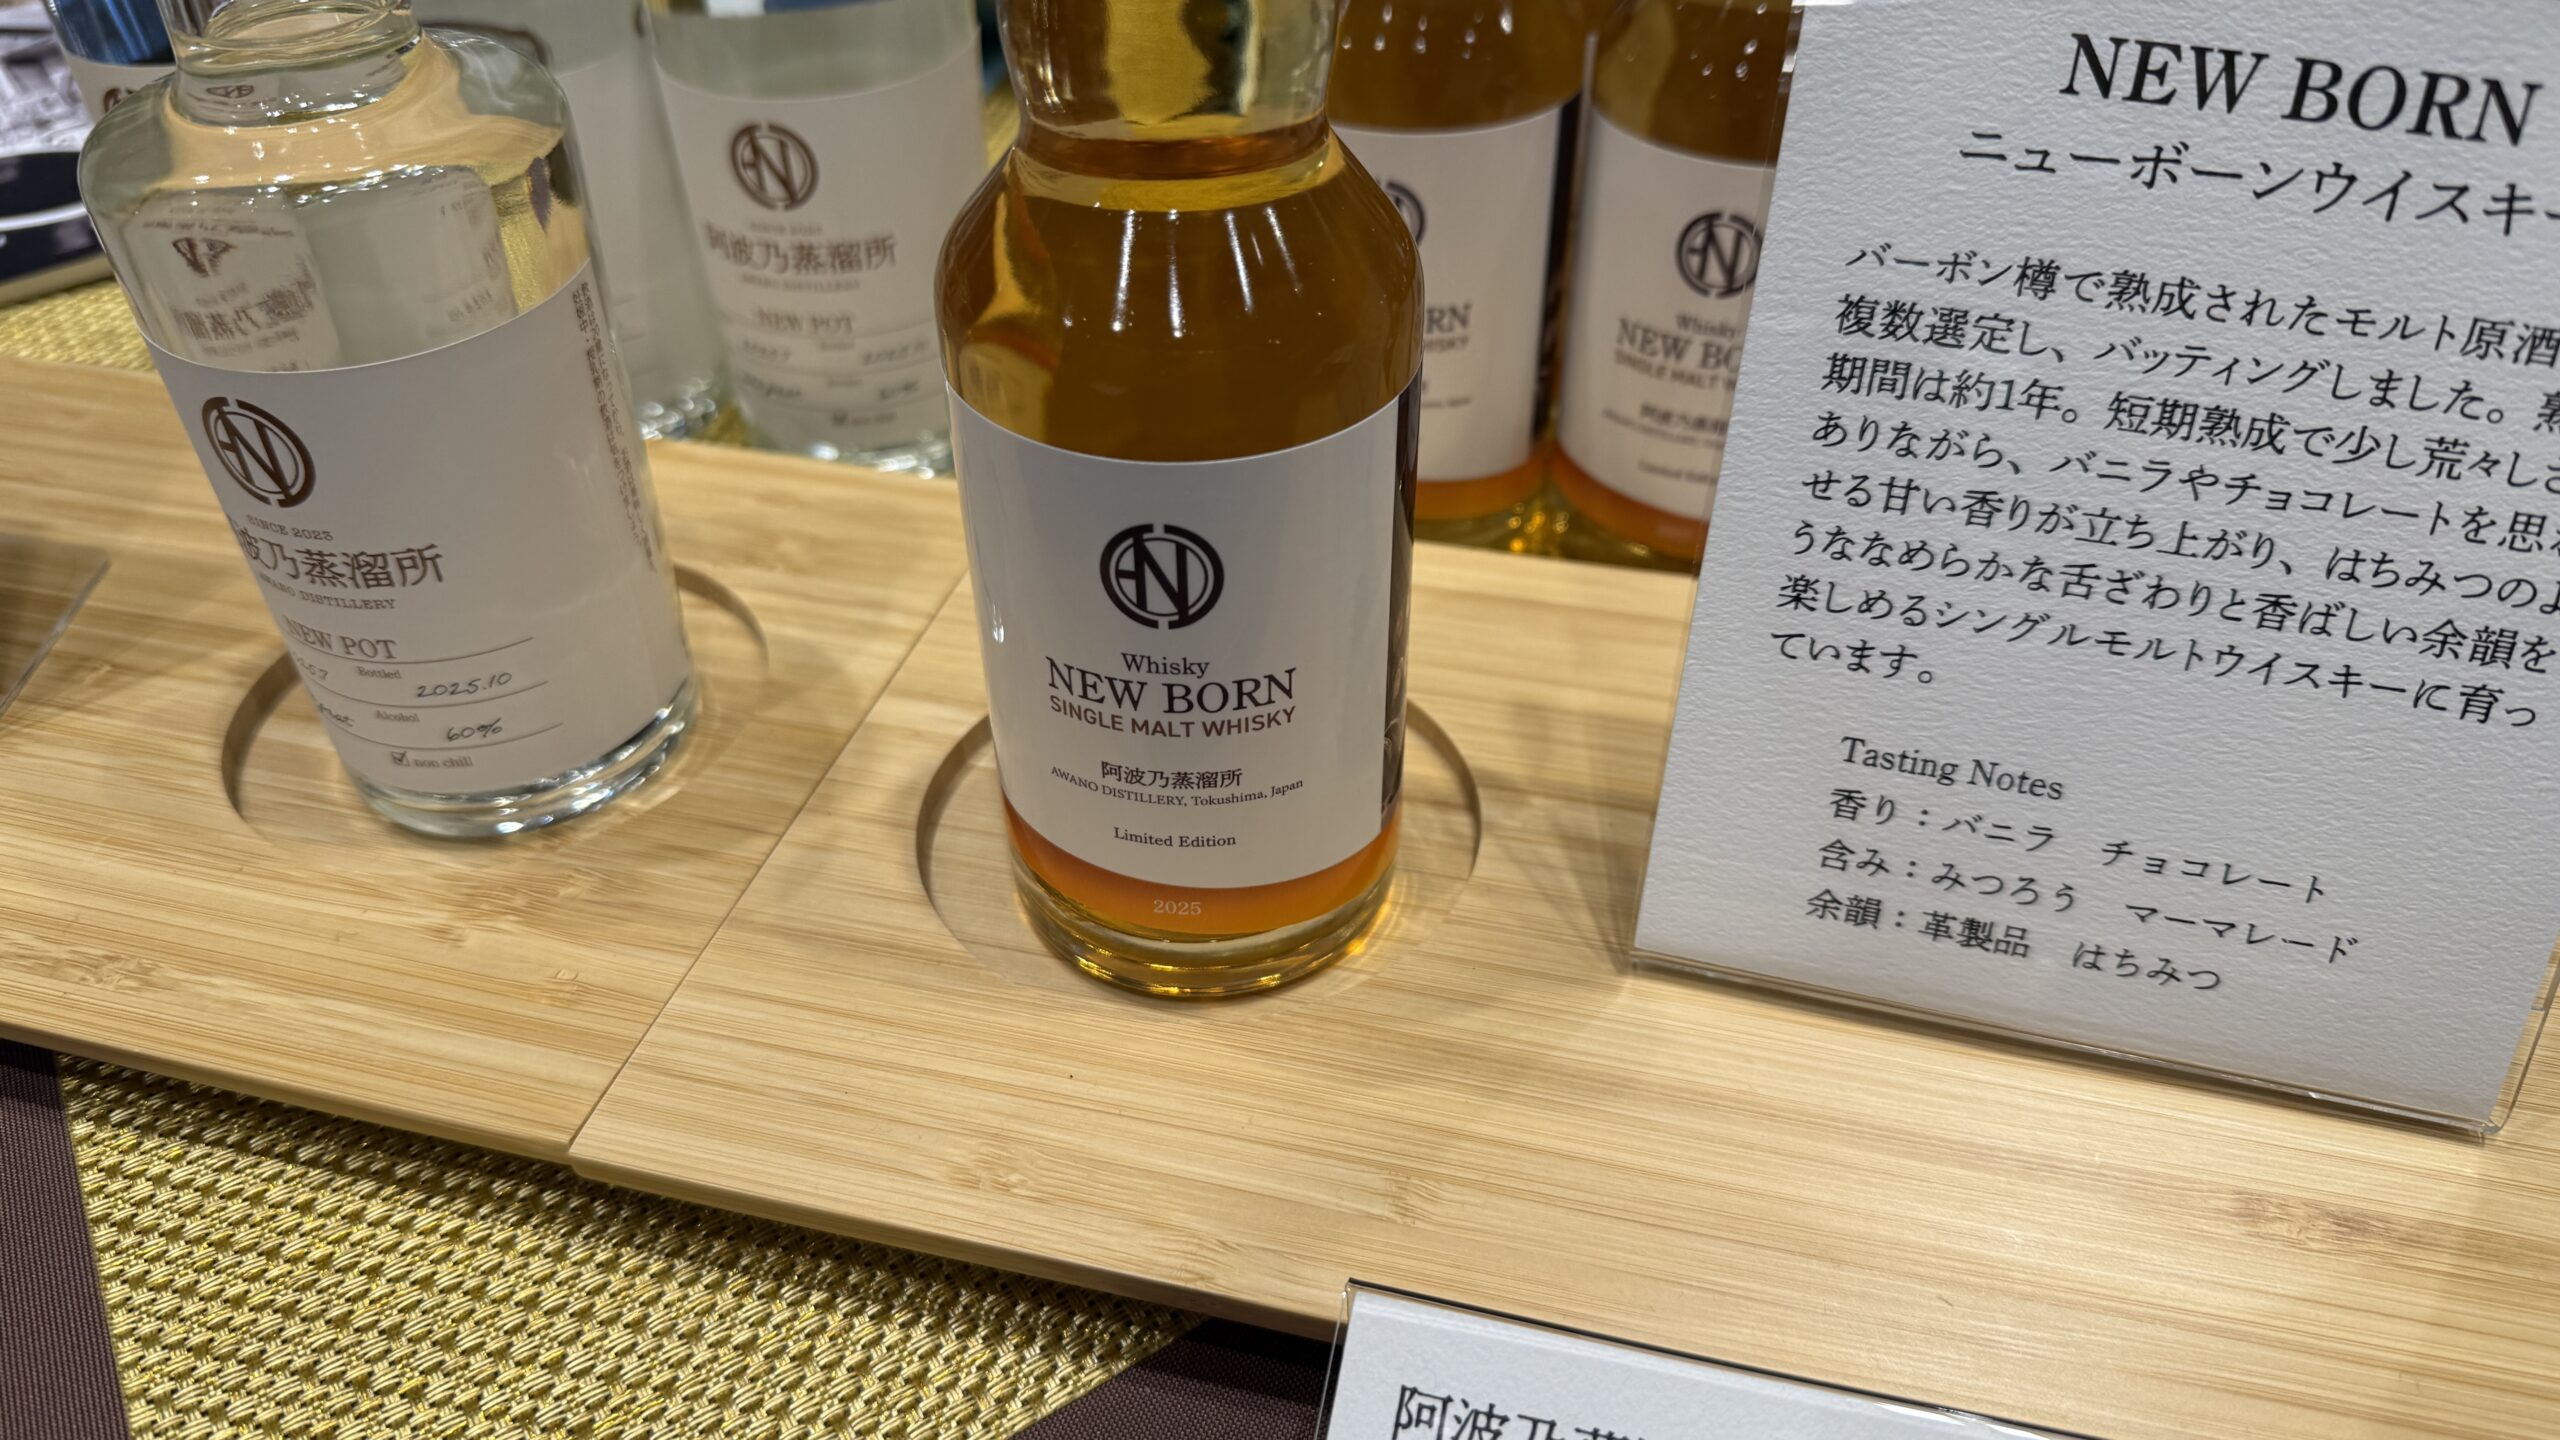 SINCE 2023
波乃蒸溜所
AWANO DISTILLERY
NEW POT
Bottled
2025.10
Alcohol
60%
non chill
阿波乃蒸溜所
NEW POT
Whisky
NEW BORN
SINGLE MALT WHISKY
阿波乃蒸溜所
AWANO DISTILLERY, Tokushima, Japan
Limited Edition
2025
Whisky
NEW BO
SINGLE MALT W
NEW BORN
ニューボーンウイスキー
バーボン樽で熟成されたモルト原酒
複数選定し、バッティングしました。熟
期間は約1年。短期熟成で少し荒々しさ
ありながら、バニラやチョコレートを思わ
せる甘い香りが立ち上がり、はちみつのよ
うななめらかな舌ざわりと香ばしい余韻を
楽しめるシングルモルトウイスキーに育っ
ています。
Tasting Notes
香り：バニラ　チョコレート
含み：みつろう　マーマレード
余韻：革製品　はちみつ
阿波乃蒸